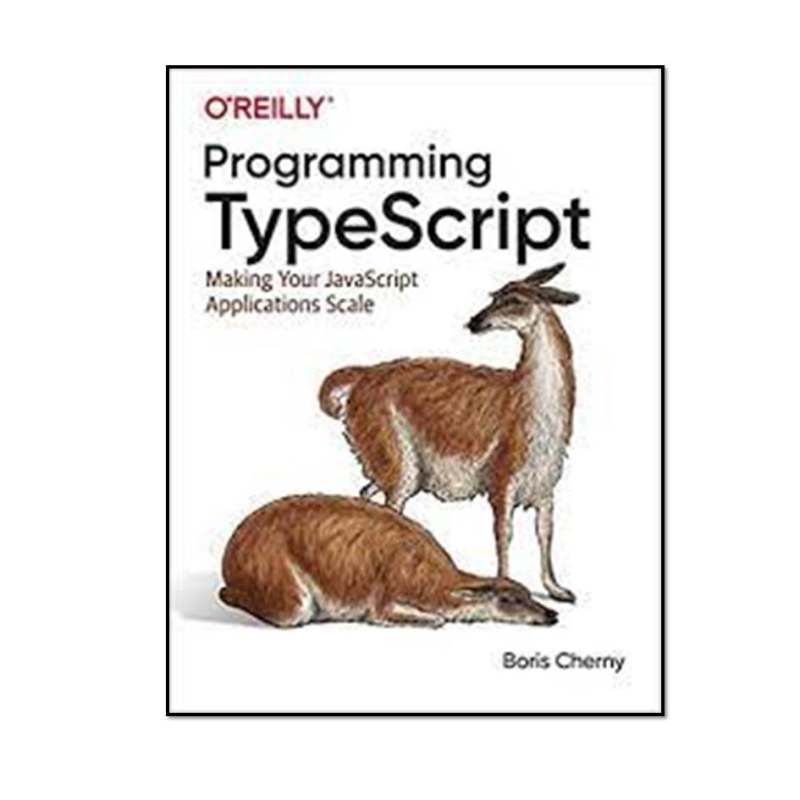 O'REILLY®
Programming
TypeScript
Making Your JavaScript
Applications Scale
Boris Cherny